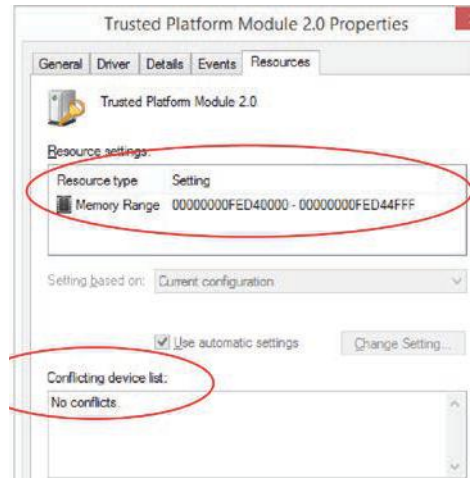 Trusted Platform Module 2.0 Properties
General Driver Details Events Resources
Trusted Platform Module 2.0
Resource settings:
Resource type Setting
Memory Range 00000000FED40000 - 00000000FED44FFF
Setting based on: Current configuration
Use automatic settings Change Setting...
Conflicting device list:
No conflicts.